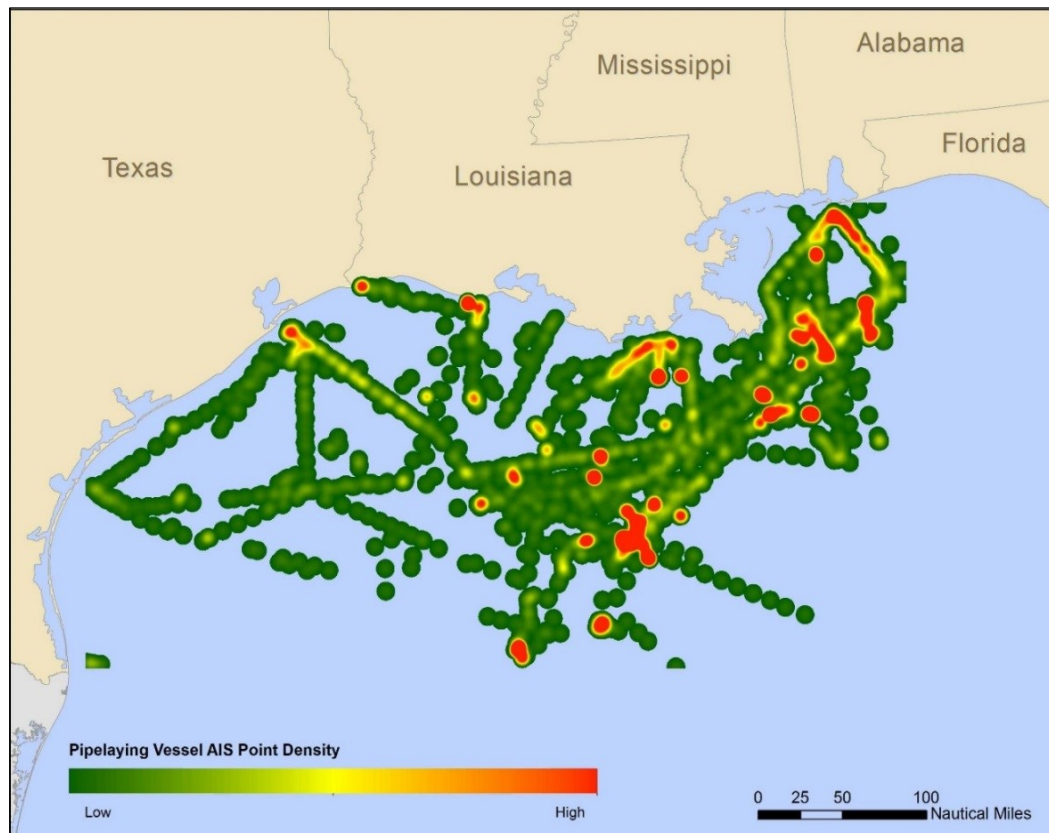 Alabama
Mississippi
Florida
Texas
Louisiana
Pipelaying Vessel AIS Point Density
Low
High
0
25
50
100
Nautical Miles